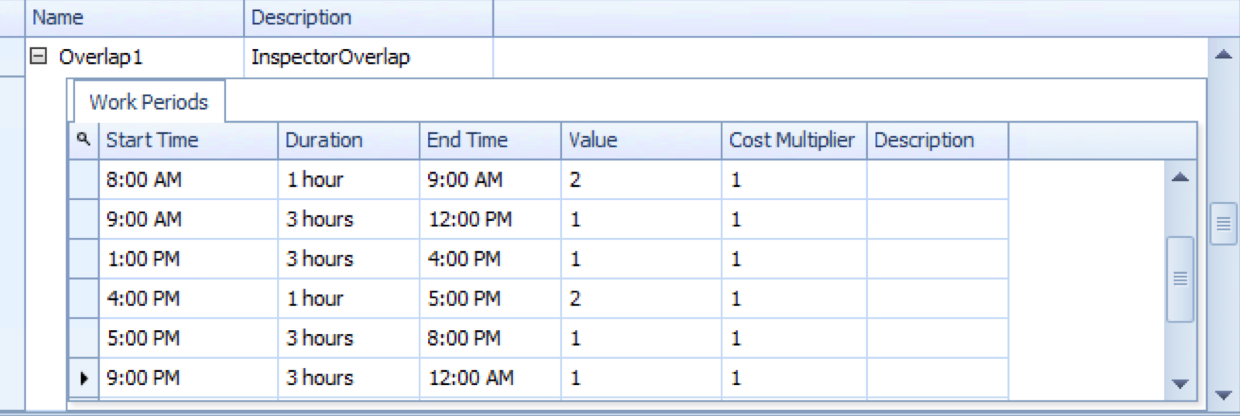 Name Description
Overlap1 InspectorOverlap
Work Periods
Start Time Duration End Time Value Cost Multiplier Description
8:00 AM 1 hour 9:00 AM 2 1
9:00 AM 3 hours 12:00 PM 1 1
1:00 PM 3 hours 4:00 PM 1 1
4:00 PM 1 hour 5:00 PM 2 1
5:00 PM 3 hours 8:00 PM 1 1
9:00 PM 3 hours 12:00 AM 1 1